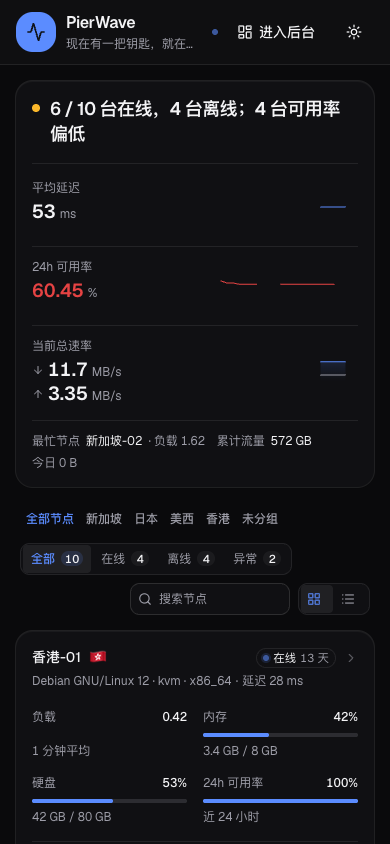 PierWave
现在有一把钥匙，就在…
进入后台
6 / 10 台在线，4 台离线；4 台可用率
偏低
平均延迟
53 ms
24h 可用率
60.45 %
当前总速率
↓ 11.7 MB/s
↑ 3.35 MB/s
最忙节点 新加坡-02 · 负载 1.62 累计流量 572 GB
今日 0 B
全部节点 新加坡 日本 美西 香港 未分组
全部 10 在线 4 离线 4 异常 2
搜索节点
香港-01 在线 13 天
Debian GNU/Linux 12 · kvm · x86_64 · 延迟 28 ms
负载 0.42 内存 42%
1 分钟平均 3.4 GB / 8 GB
硬盘 53% 24h 可用率 100%
42 GB / 80 GB 近 24 小时